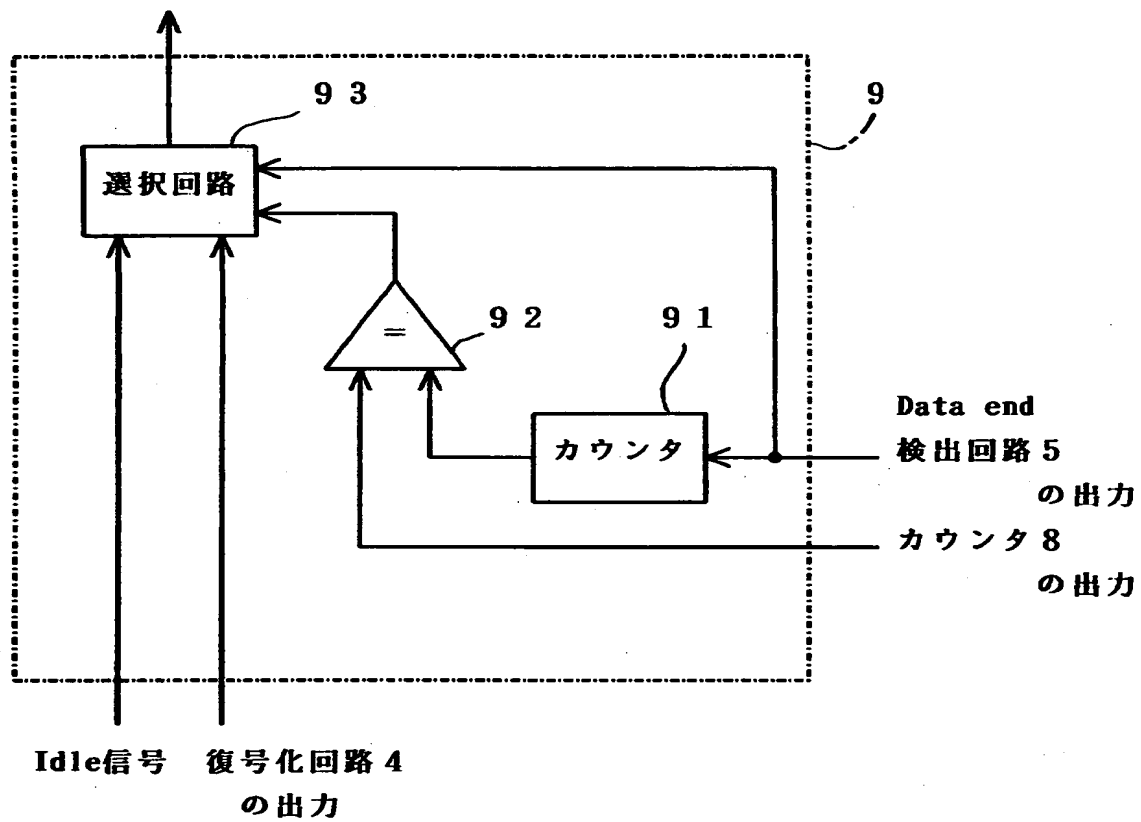 93
9
選択回路
92
91
=
カウンタ
Data end
検出回路5
の出力
カウンタ8
の出力
Idle信号
復号化回路4
の出力